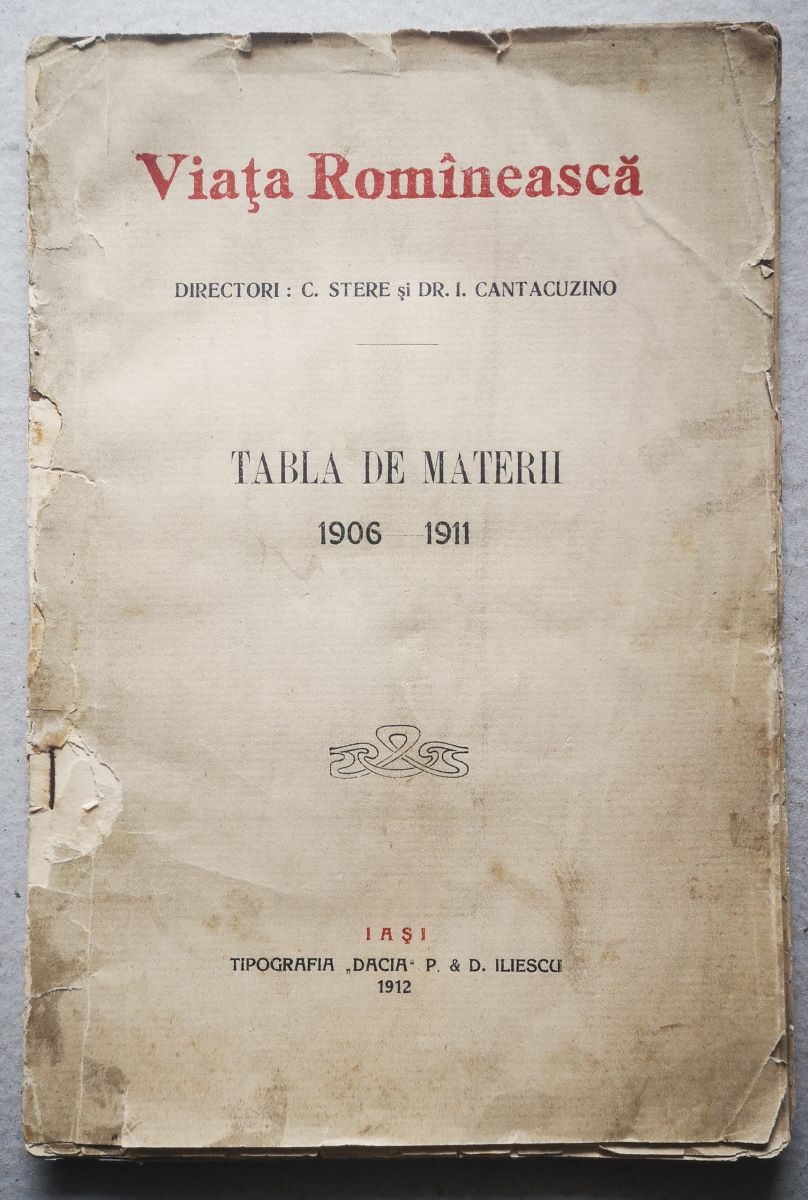 Viaţa Romînească
DIRECTORI : C. STERE şi DR. I. CANTACUZINO
TABLA DE MATERII
1906 — 1911
IAŞI
TIPOGRAFIA „DACIA“ P. & D. ILIESCU
1912